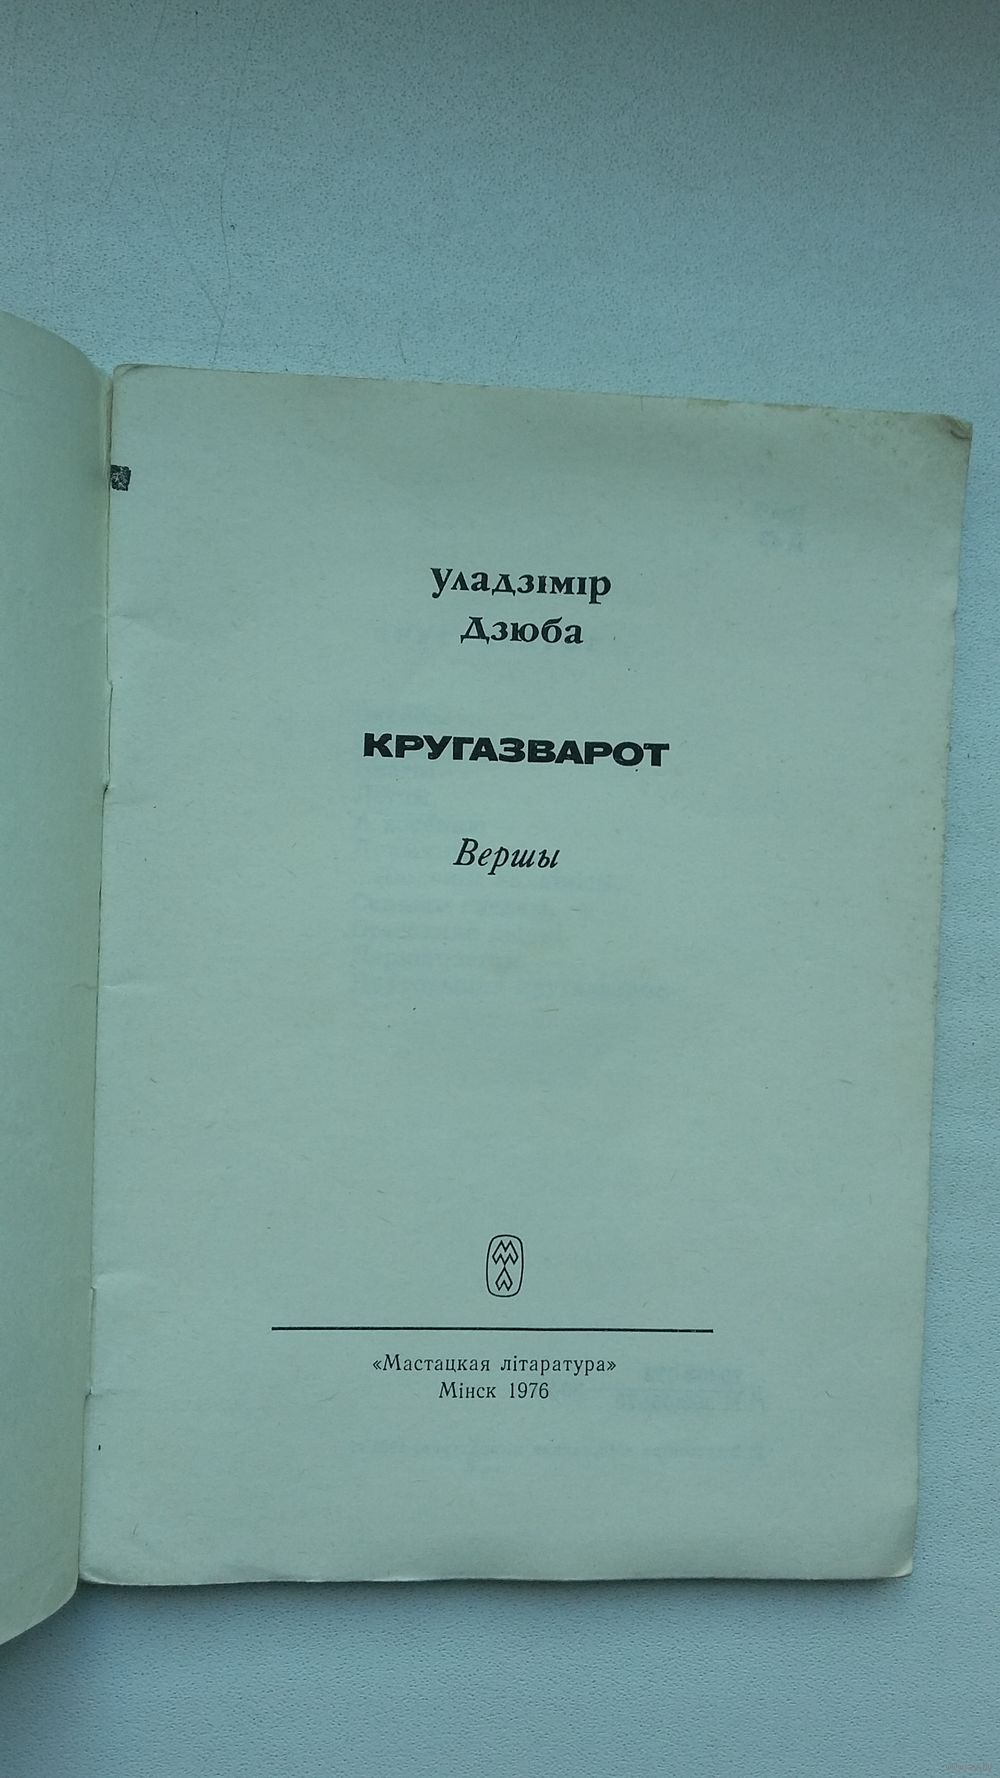 Уладзімір
Дзюба
КРУГАЗВАРОТ
Вершы
«Мастацкая літаратура»
Мінск 1976